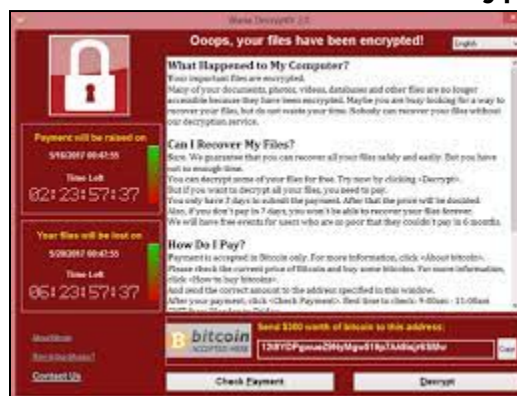 Wana Decrypt0r 2.0
Ooops, your files have been encrypted!
English
What Happened to My Computer?
Your important files are encrypted.
Many of your documents, photos, videos, databases and other files are no longer
accessible because they have been encrypted. Maybe you are busy looking for a way to
recover your files, but do not waste your time. Nobody can recover your files without
our decryption service.
Can I Recover My Files?
Sure. We guarantee that you can recover all your files safely and easily. But you have
not so enough time.
You can decrypt some of your files for free. Try now by clicking <Decrypt>.
But if you want to decrypt all your files, you need to pay.
You only have 3 days to submit the payment. After that the price will be doubled.
Also, if you don't pay in 7 days, you won't be able to recover your files forever.
We will have free events for users who are so poor that they couldn't pay in 6 months.
How Do I Pay?
Payment is accepted in Bitcoin only. For more information, click <About bitcoin>.
Please check the current price of Bitcoin and buy some bitcoins. For more information,
click <How to buy bitcoins>.
And send the correct amount to the address specified in this window.
After your payment, click <Check Payment>. Best time to check: 9:00am - 11:00am
Payment will be raised on
5/16/2017 00:47:55
Time Left
02:23:57:37
Your files will be lost on
5/20/2017 00:47:55
Time Left
06:23:57:37
About bitcoin
How to buy bitcoins?
Contact Us
bitcoin
ACCEPTED HERE
Send $300 worth of bitcoin to this address:
Copy
Check Payment
Decrypt